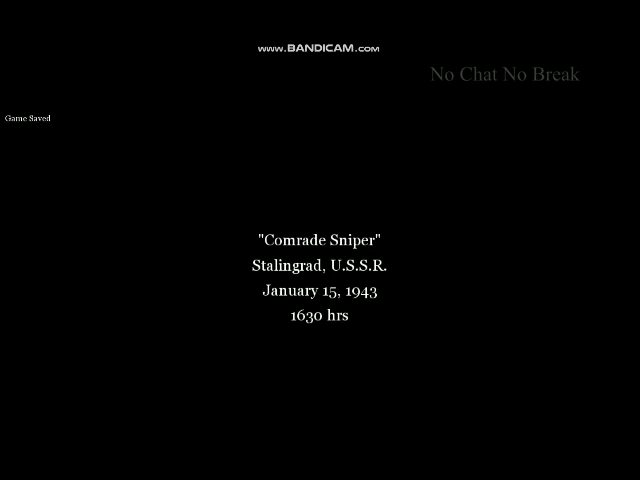 www.BANDICAM.com
No Chat No Break
Game Saved
"Comrade Sniper"
Stalingrad, U.S.S.R.
January 15, 1943
1630 hrs